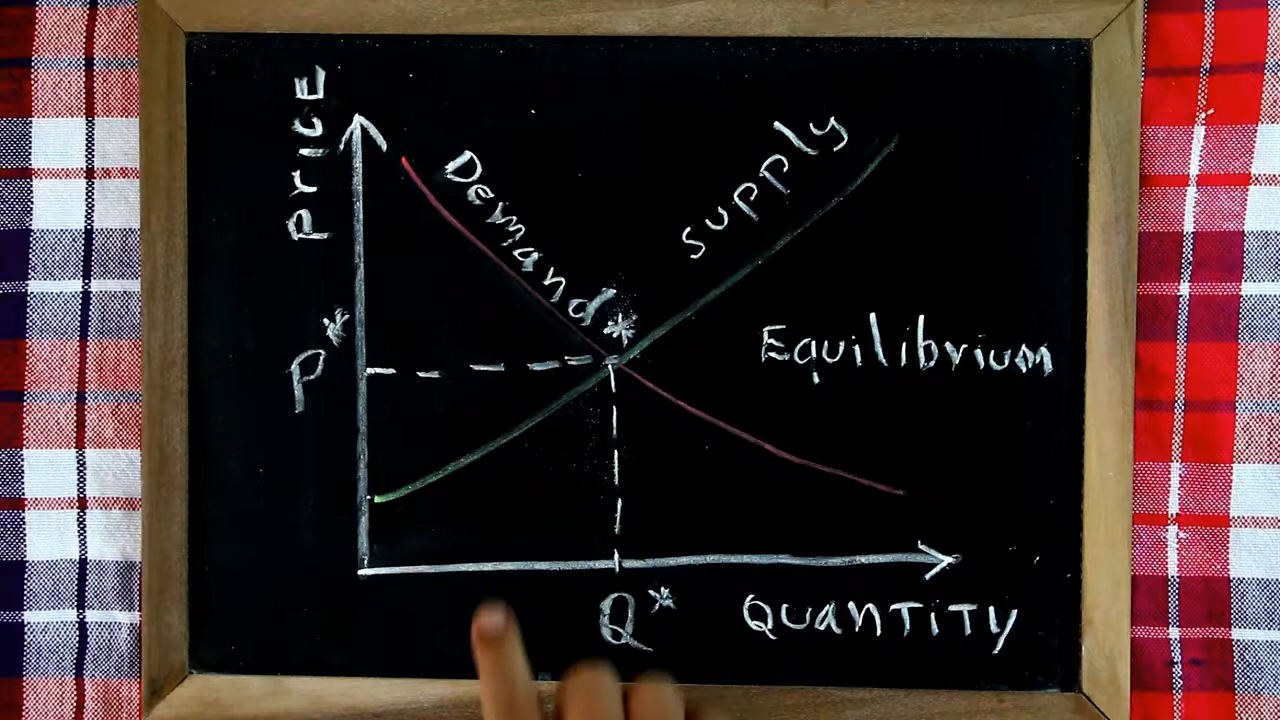 PRICE
Demand
supply
*
P*
Equilibrium
Q*
QUANTITY